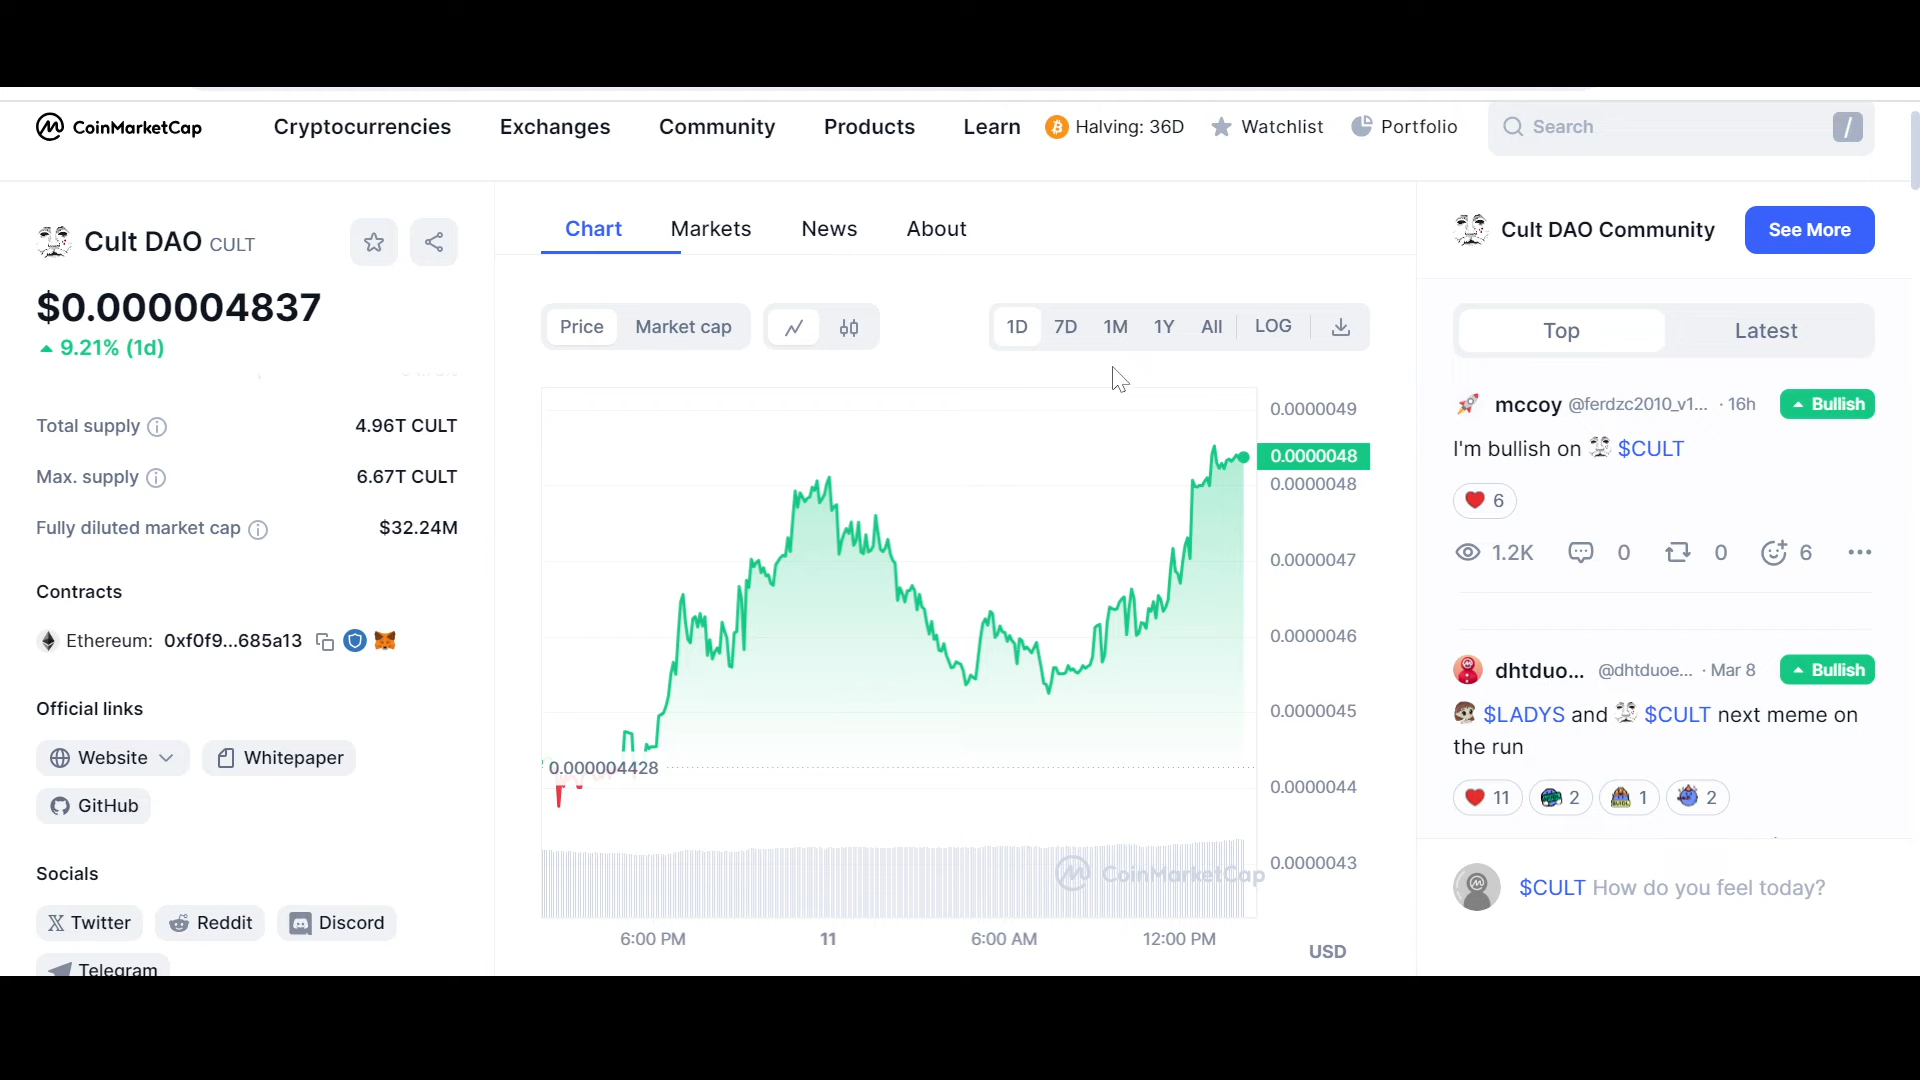 CoinMarketCap
Cryptocurrencies
Exchanges
Community
Products
Learn
Halving: 36D
Watchlist
Portfolio
Search
/
Cult DAO CULT
$0.000004837
9.21% (1d)
Total supply
4.96T CULT
Max. supply
6.67T CULT
Fully diluted market cap
$32.24M
Contracts
Ethereum: 0xf0f9...685a13
Official links
Website
Whitepaper
GitHub
Socials
Twitter
Reddit
Discord
Telegram
Chart
Markets
News
About
Price
Market cap
1D
7D
1M
1Y
All
LOG
0.0000049
0.0000048
0.0000048
0.0000047
0.0000046
0.0000045
0.000004428
0.0000044
0.0000043
CoinMarketCap
6:00 PM
11
6:00 AM
12:00 PM
USD
Cult DAO Community
See More
Top
Latest
mccoy @ferdzc2010_v1... · 16h
Bullish
I'm bullish on $CULT
6
1.2K
0
0
6
dhtduo... @dhtduoe... · Mar 8
Bullish
$LADYS and $CULT next meme on
the run
11
2
1
2
$CULT How do you feel today?